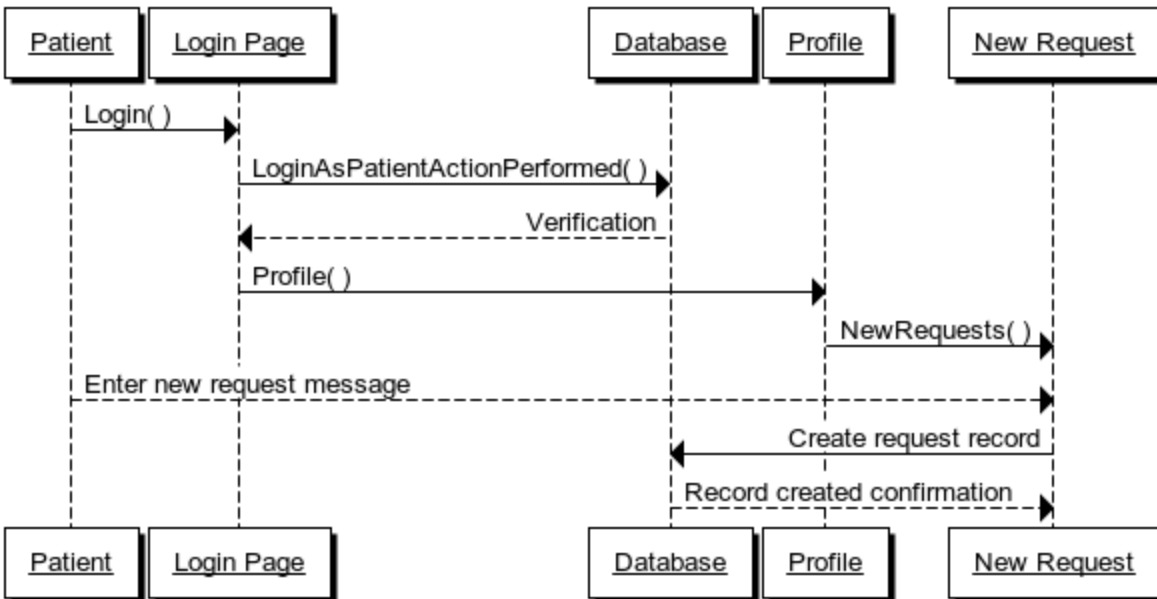 Patient
Login Page
Database
Profile
New Request
Login( )
LoginAsPatientActionPerformed( )
Verification
Profile( )
NewRequests( )
Enter new request message
Create request record
Record created confirmation
Patient
Login Page
Database
Profile
New Request